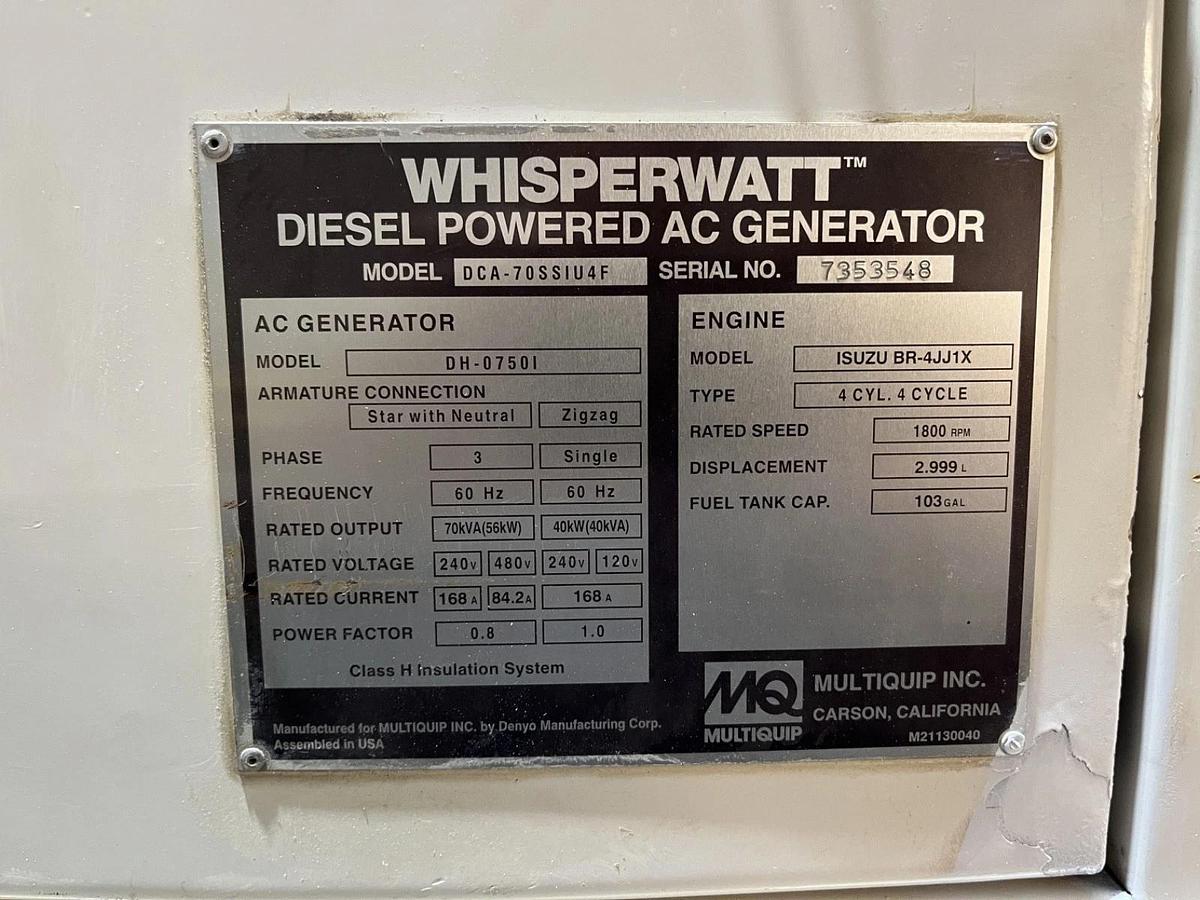 WHISPERWATT™
DIESEL POWERED AC GENERATOR
MODEL DCA-70SSIU4F SERIAL NO. 7353548
AC GENERATOR
MODEL DH-0750I
ARMATURE CONNECTION
Star with Neutral Zigzag
PHASE 3 Single
FREQUENCY 60 Hz 60 Hz
RATED OUTPUT 70kVA(56kW) 40kW(40kVA)
RATED VOLTAGE 240V 480V 240V 120V
RATED CURRENT 168A 84.2A 168A
POWER FACTOR 0.8 1.0
Class H Insulation System
ENGINE
MODEL ISUZU BR-4JJ1X
TYPE 4 CYL. 4 CYCLE
RATED SPEED 1800 RPM
DISPLACEMENT 2.999 L
FUEL TANK CAP. 103 GAL
Manufactured for MULTIQUIP INC. by Denyo Manufacturing Corp.
Assembled in USA
MQ
MULTIQUIP
MULTIQUIP INC.
CARSON, CALIFORNIA
M21130040